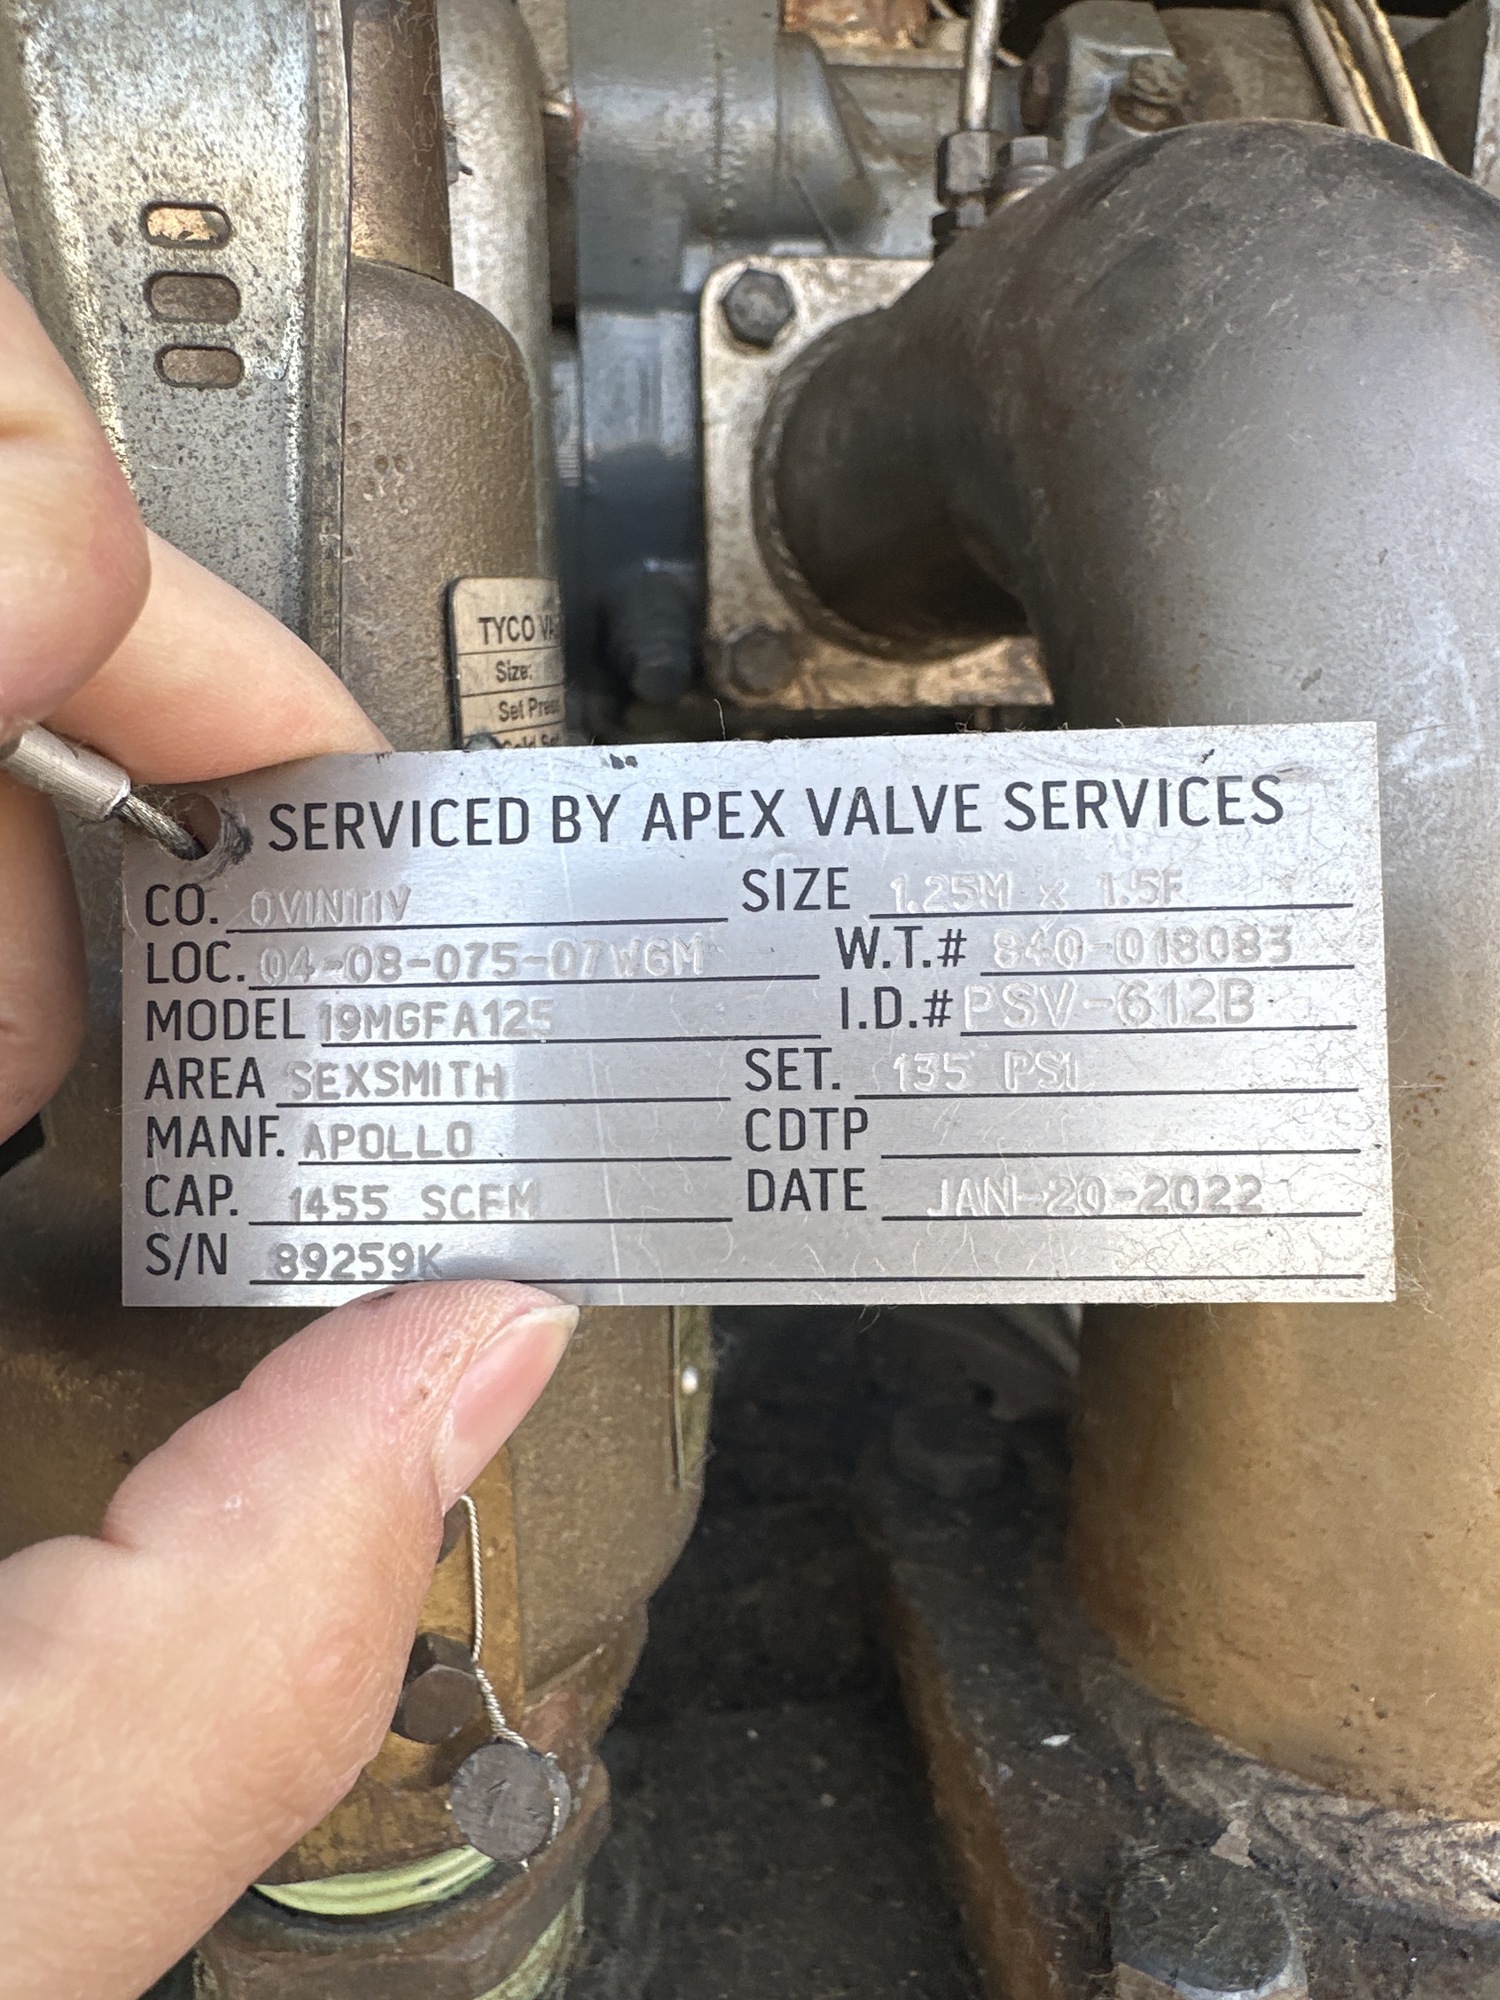 TYCO VA
Size:
Set Press
Cold Set
SERVICED BY APEX VALVE SERVICES
CO. OVINTIV SIZE 1.25M x 1.5F
LOC. 04-08-075-07W6M W.T.# 840-018083
MODEL 19MGFA125 I.D.# PSV-612B
AREA SEXSMITH SET. 135 PSI
MANF. APOLLO CDTP
CAP. 1455 SCFM DATE JAN-20-2022
S/N 89259K